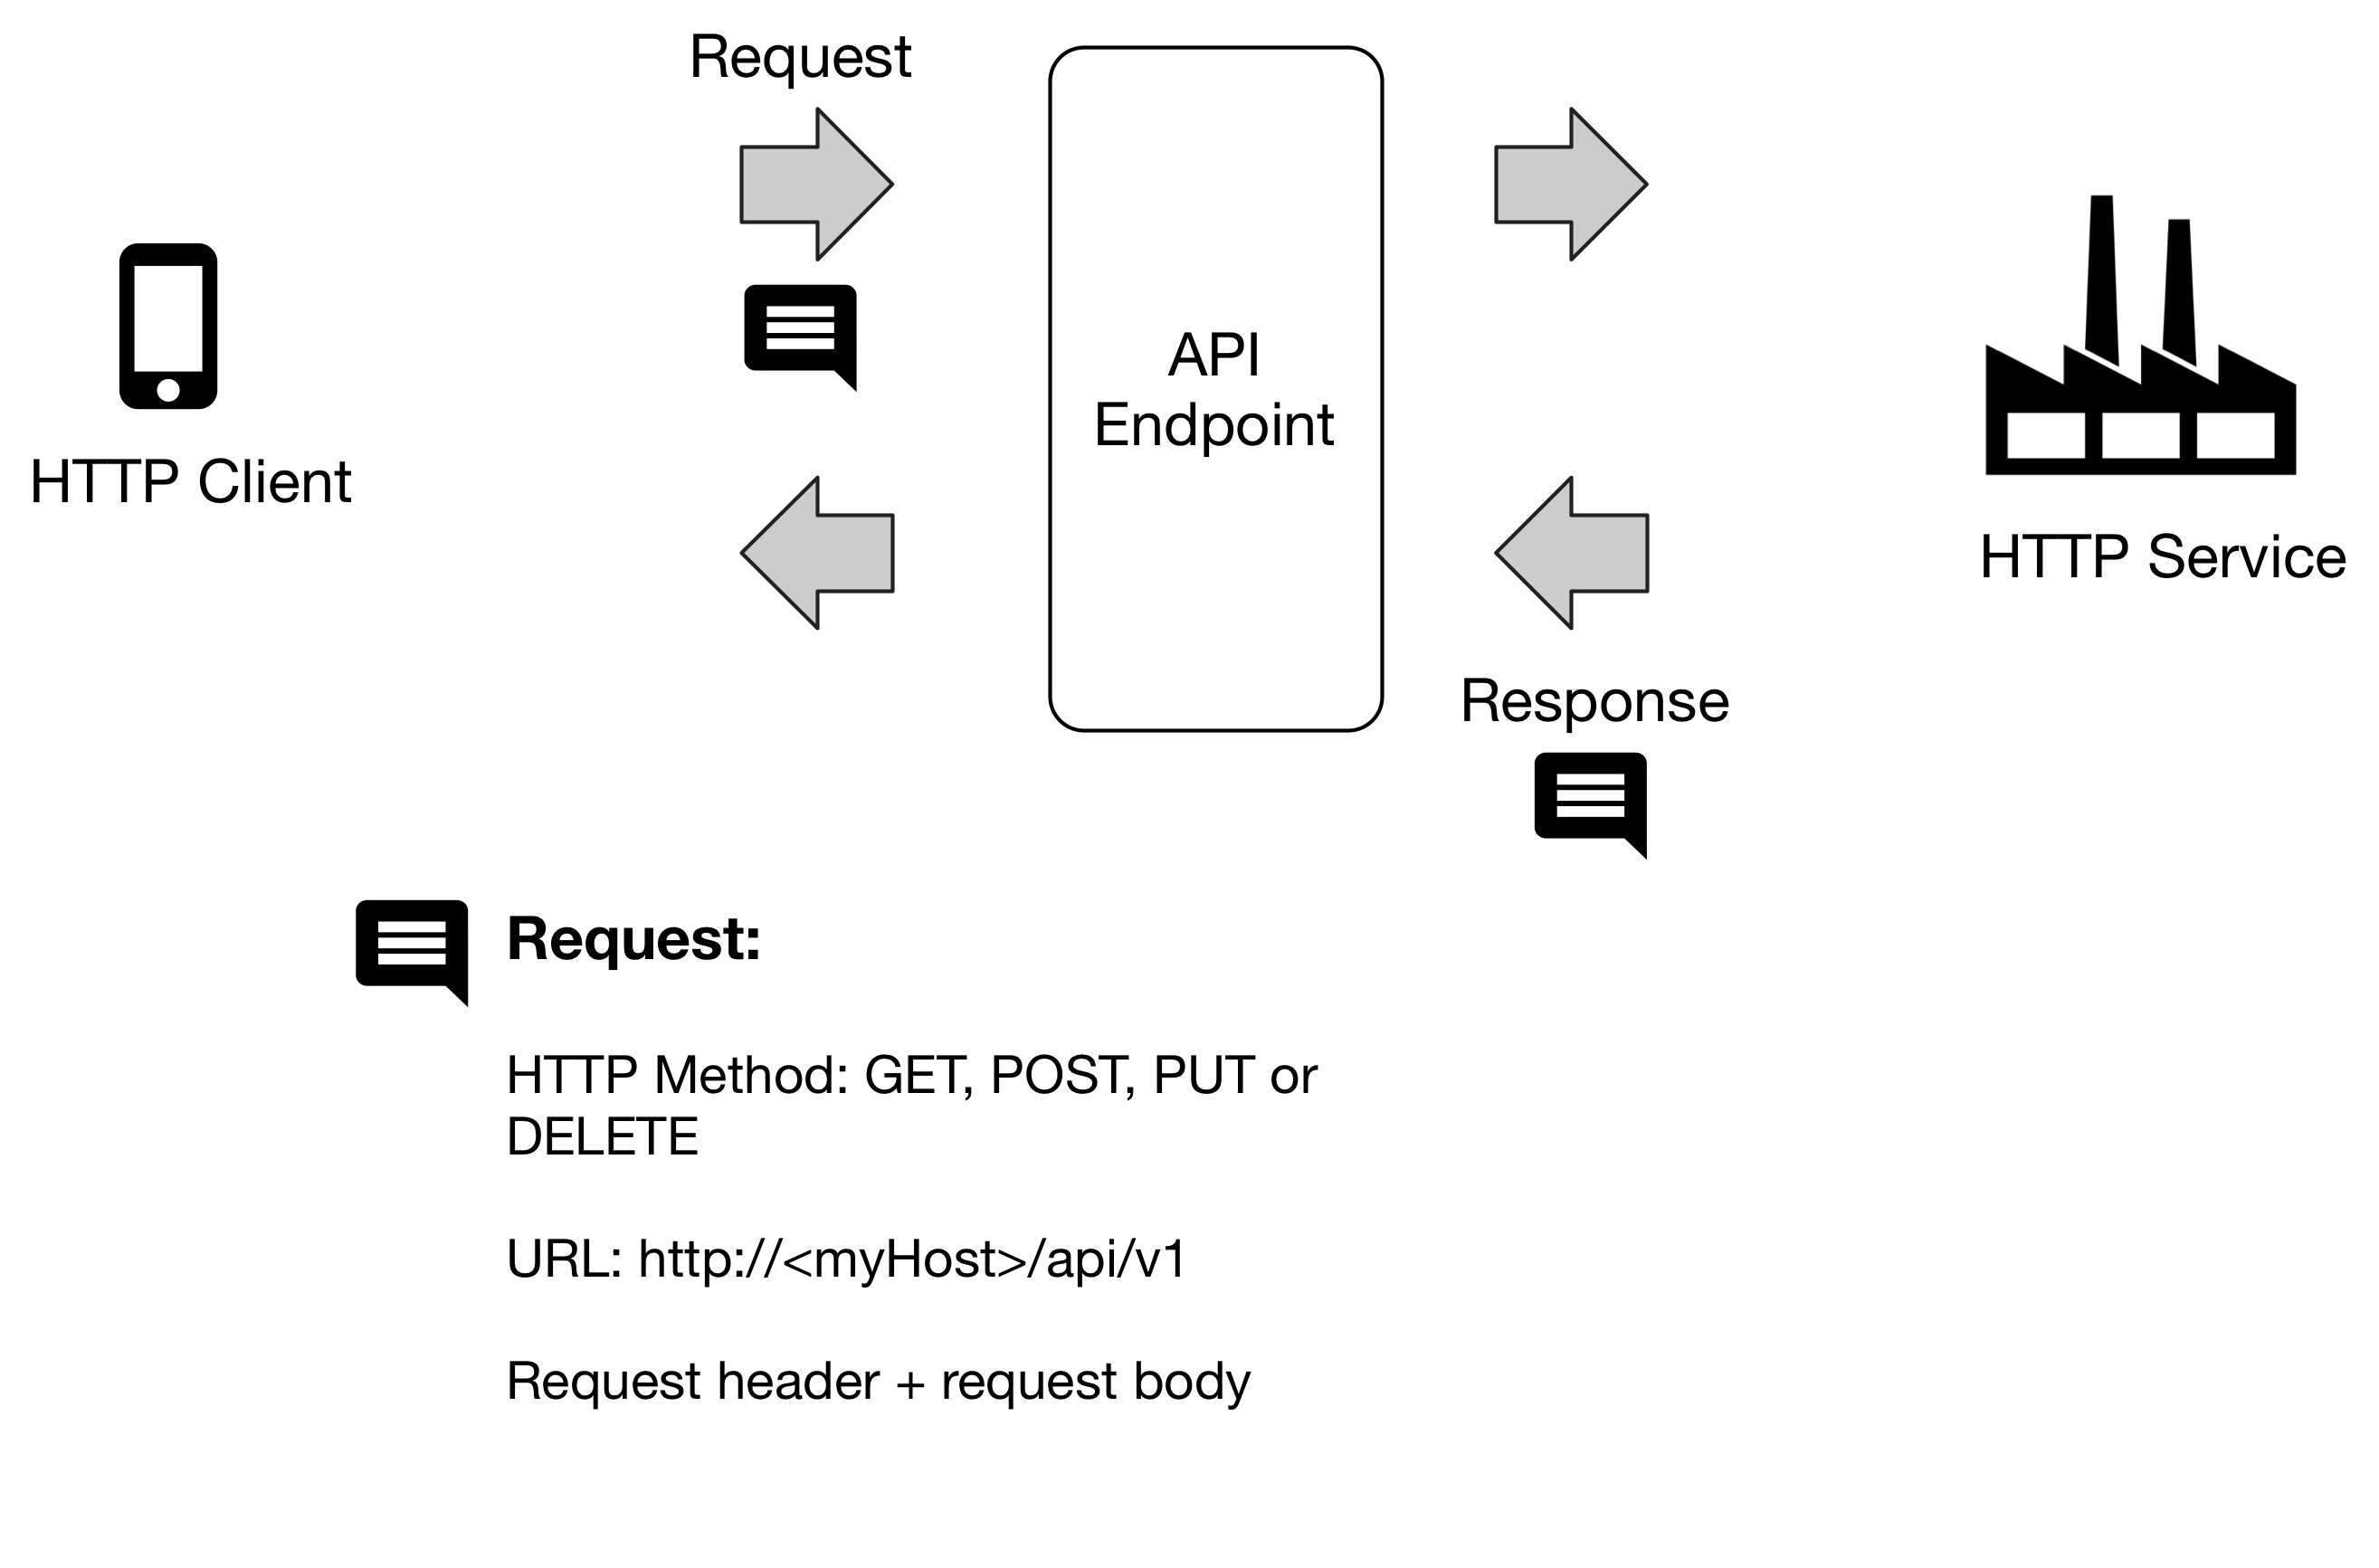 Request
API
Endpoint
HTTP Client
HTTP Service
Response
Request:
HTTP Method: GET, POST, PUT or
DELETE
URL: http://<myHost>/api/v1
Request header + request body